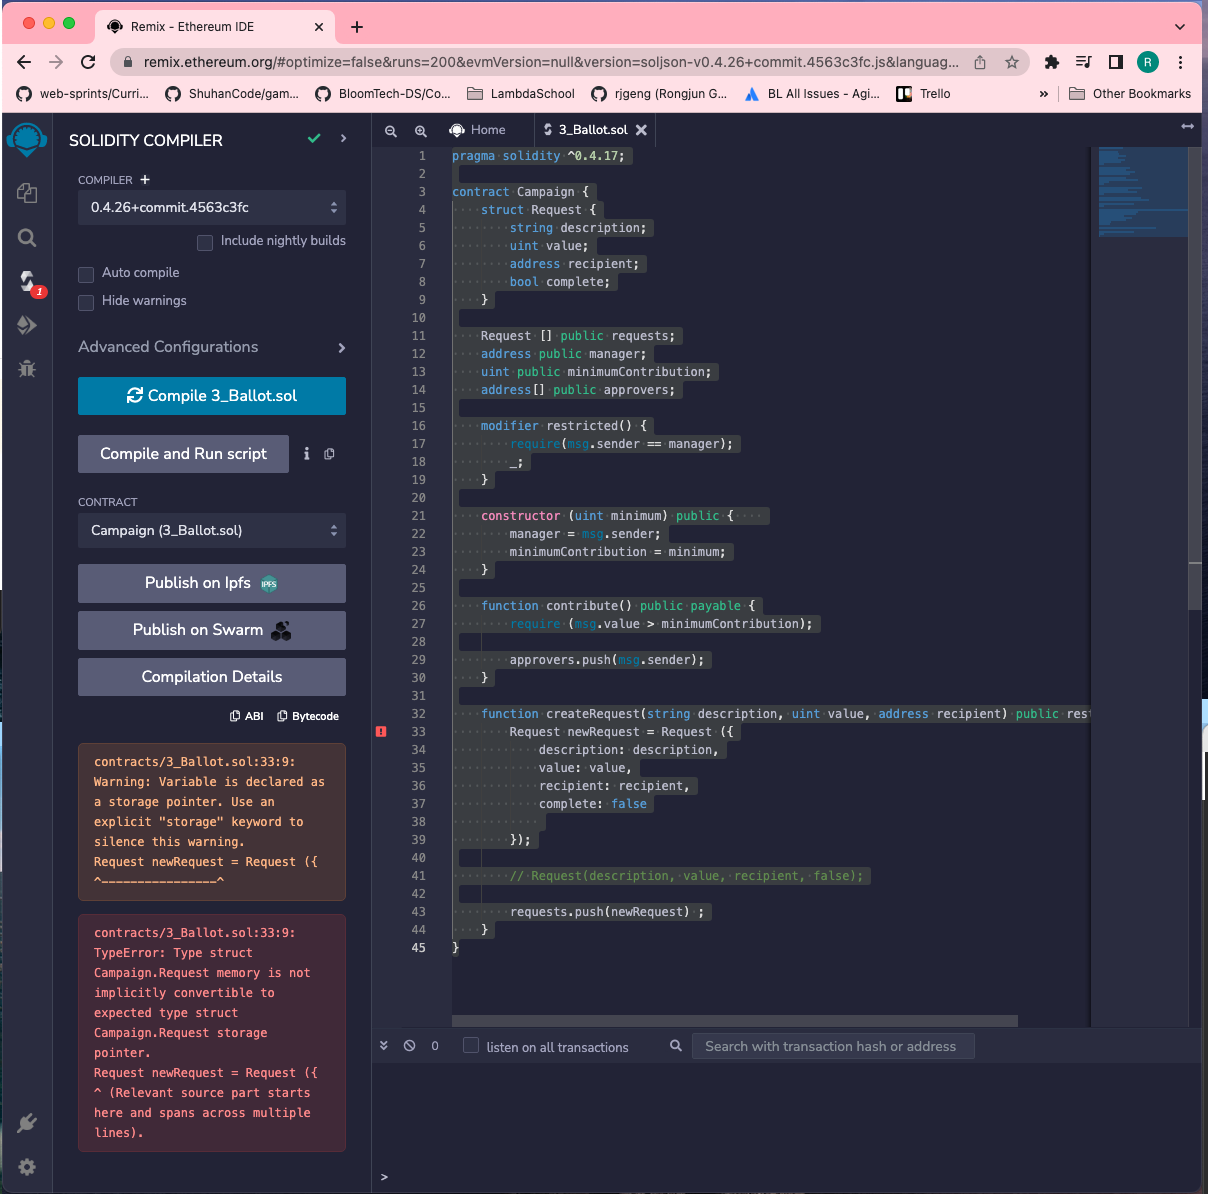 Remix - Ethereum IDE
remix.ethereum.org/#optimize=false&runs=200&evmVersion=null&version=soljson-v0.4.26+commit.4563c3fc.js&languag...
R
web-sprints/Curri...
ShuhanCode/gam...
BloomTech-DS/Co...
LambdaSchool
rjgeng (Rongjun G...
BL All Issues - Agi...
Trello
»
Other Bookmarks
SOLIDITY COMPILER
COMPILER +
0.4.26+commit.4563c3fc
Include nightly builds
Auto compile
Hide warnings
Advanced Configurations
Compile 3_Ballot.sol
Compile and Run script
i
CONTRACT
Campaign (3_Ballot.sol)
Publish on Ipfs IPFS
Publish on Swarm
Compilation Details
ABI Bytecode
contracts/3_Ballot.sol:33:9:
Warning: Variable is declared as
a storage pointer. Use an
explicit "storage" keyword to
silence this warning.
Request newRequest = Request ({
^----------------^
contracts/3_Ballot.sol:33:9:
TypeError: Type struct
Campaign.Request memory is not
implicitly convertible to
expected type struct
Campaign.Request storage
pointer.
Request newRequest = Request ({
^ (Relevant source part starts
here and spans across multiple
lines).
1
Home
3_Ballot.sol
1 pragma solidity ^0.4.17;
2
3 contract Campaign {
4 struct Request {
5 string description;
6 uint value;
7 address recipient;
8 bool complete;
9 }
10
11 Request [] public requests;
12 address public manager;
13 uint public minimumContribution;
14 address[] public approvers;
15
16 modifier restricted() {
17 require(msg.sender == manager);
18 _;
19 }
20
21 constructor (uint minimum) public {
22 manager = msg.sender;
23 minimumContribution = minimum;
24 }
25
26 function contribute() public payable {
27 require (msg.value > minimumContribution);
28
29 approvers.push(msg.sender);
30 }
31
32 function createRequest(string description, uint value, address recipient) public res
33 Request newRequest = Request ({
34 description: description,
35 value: value,
36 recipient: recipient,
37 complete: false
38
39 });
40
41 // Request(description, value, recipient, false);
42
43 requests.push(newRequest) ;
44 }
45 }
0
listen on all transactions
Search with transaction hash or address
>